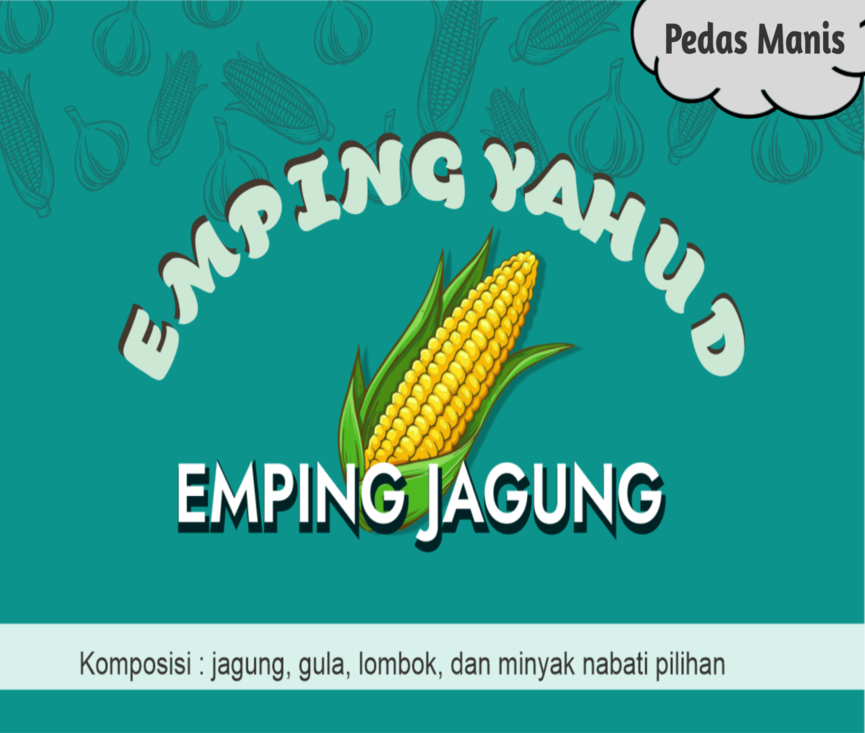 Pedas Manis
EMPING YAHUD
EMPING JAGUNG
Komposisi : jagung, gula, lombok, dan minyak nabati pilihan